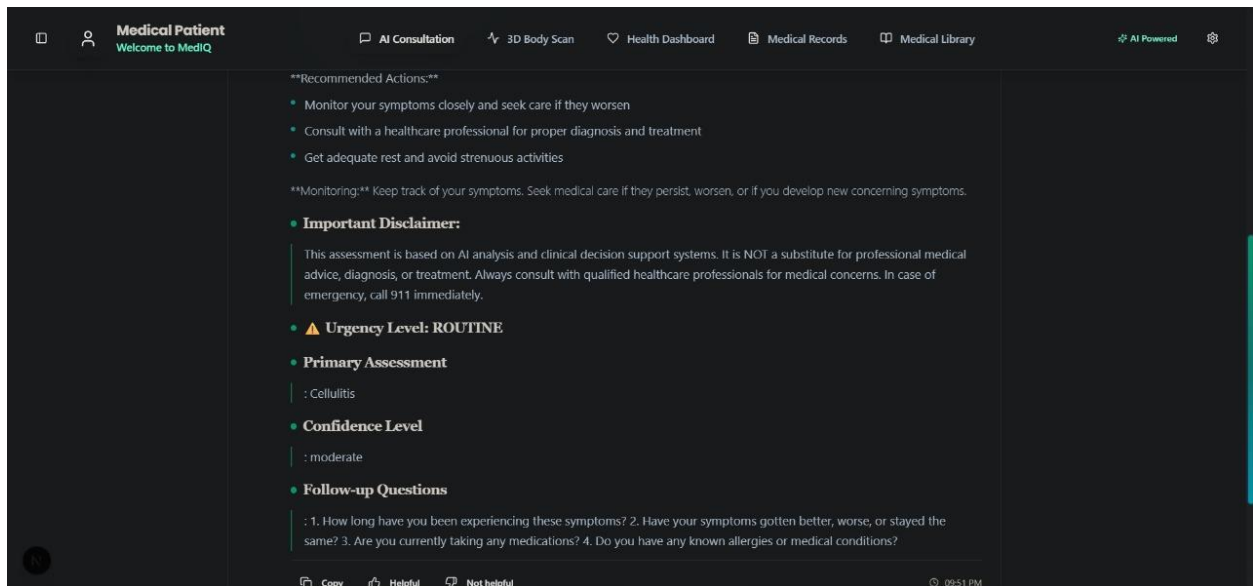 Medical Patient
Welcome to MedIQ
AI Consultation
3D Body Scan
Health Dashboard
Medical Records
Medical Library
AI Powered
**Recommended Actions:**
• Monitor your symptoms closely and seek care if they worsen
• Consult with a healthcare professional for proper diagnosis and treatment
• Get adequate rest and avoid strenuous activities
**Monitoring:** Keep track of your symptoms. Seek medical care if they persist, worsen, or if you develop new concerning symptoms.
• Important Disclaimer:
This assessment is based on AI analysis and clinical decision support systems. It is NOT a substitute for professional medical
advice, diagnosis, or treatment. Always consult with qualified healthcare professionals for medical concerns. In case of
emergency, call 911 immediately.
• ⚠️ Urgency Level: ROUTINE
• Primary Assessment
: Cellulitis
• Confidence Level
: moderate
• Follow-up Questions
: 1. How long have you been experiencing these symptoms? 2. Have your symptoms gotten better, worse, or stayed the
same? 3. Are you currently taking any medications? 4. Do you have any known allergies or medical conditions?
N
Copy
Helpful
Not helpful
09:51 PM